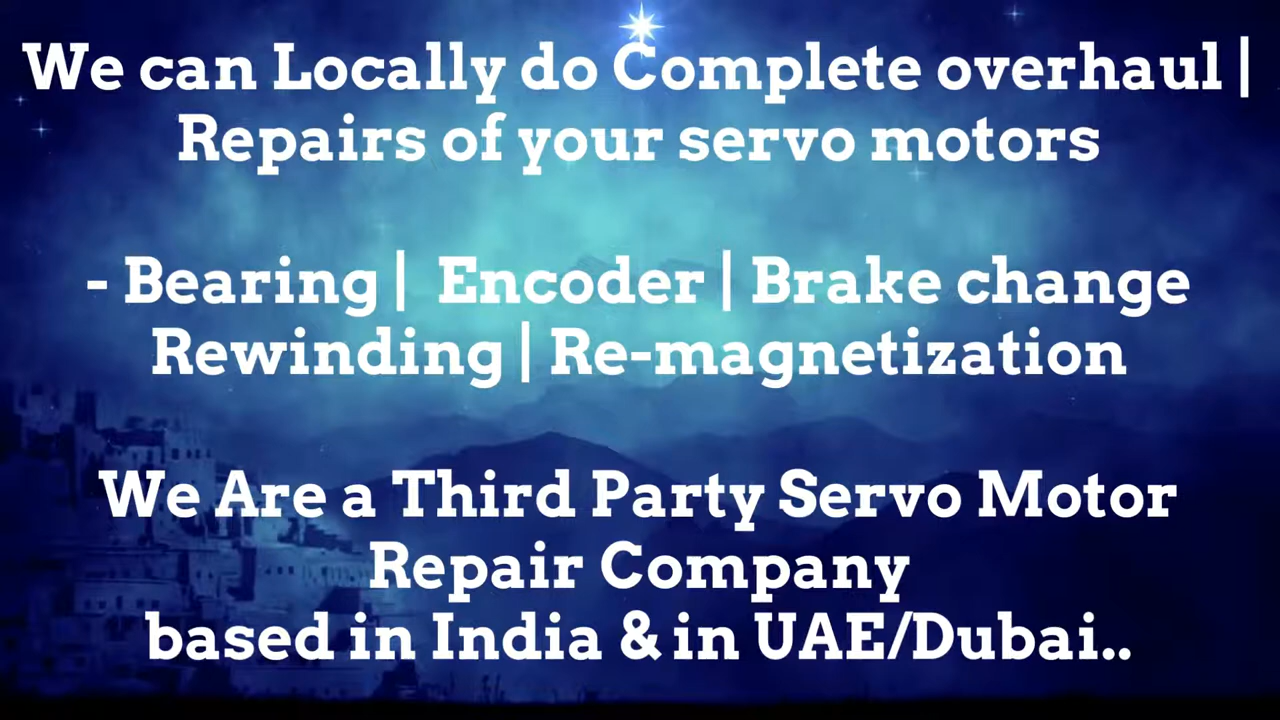 We can Locally do Complete overhaul |
Repairs of your servo motors
- Bearing | Encoder | Brake change
Rewinding | Re-magnetization
We Are a Third Party Servo Motor
Repair Company
based in India & in UAE/Dubai..